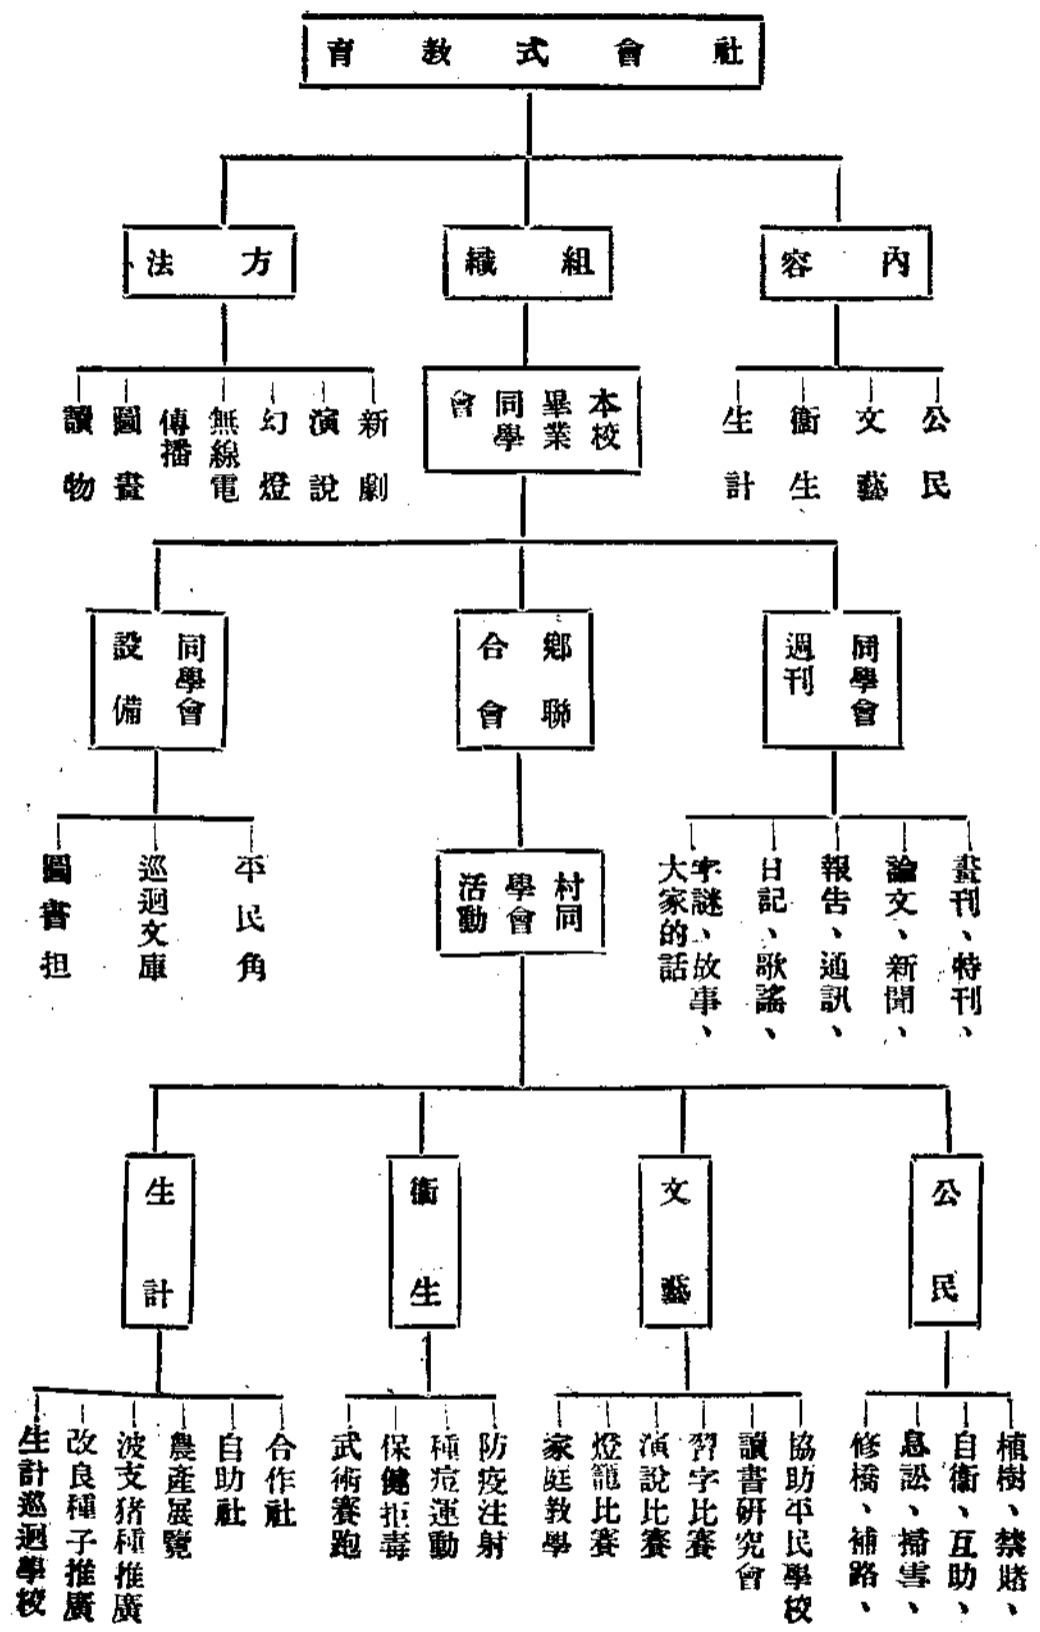 社會式教育
內容
組織
方法
公民
文藝
衞生
生計
本校
畢業
同學
會
新劇
演說
幻燈
無線電
傳播
圖畫
讀物
同學會
週刊
鄉聯
合會
同學會
設備
畫刊、特刊、
論文、新聞、
報告、通訊、
日記、歌謠、
字謎、故事、
大家的話
村同
學會
活動
平民角
巡迴文庫
圖書担
公民
文藝
衞生
生計
植樹、禁賭、
自衞、互助、
息訟、掃雪、
修橋、補路、
協助平民學校
讀書研究會
習字比賽
演說比賽
燈籠比賽
家庭教學
防疫注射
種痘運動
保健拒毒
武術賽跑
合作社
自助社
農產展覽
波支猪種推廣
改良種子推廣
生計巡迴學校